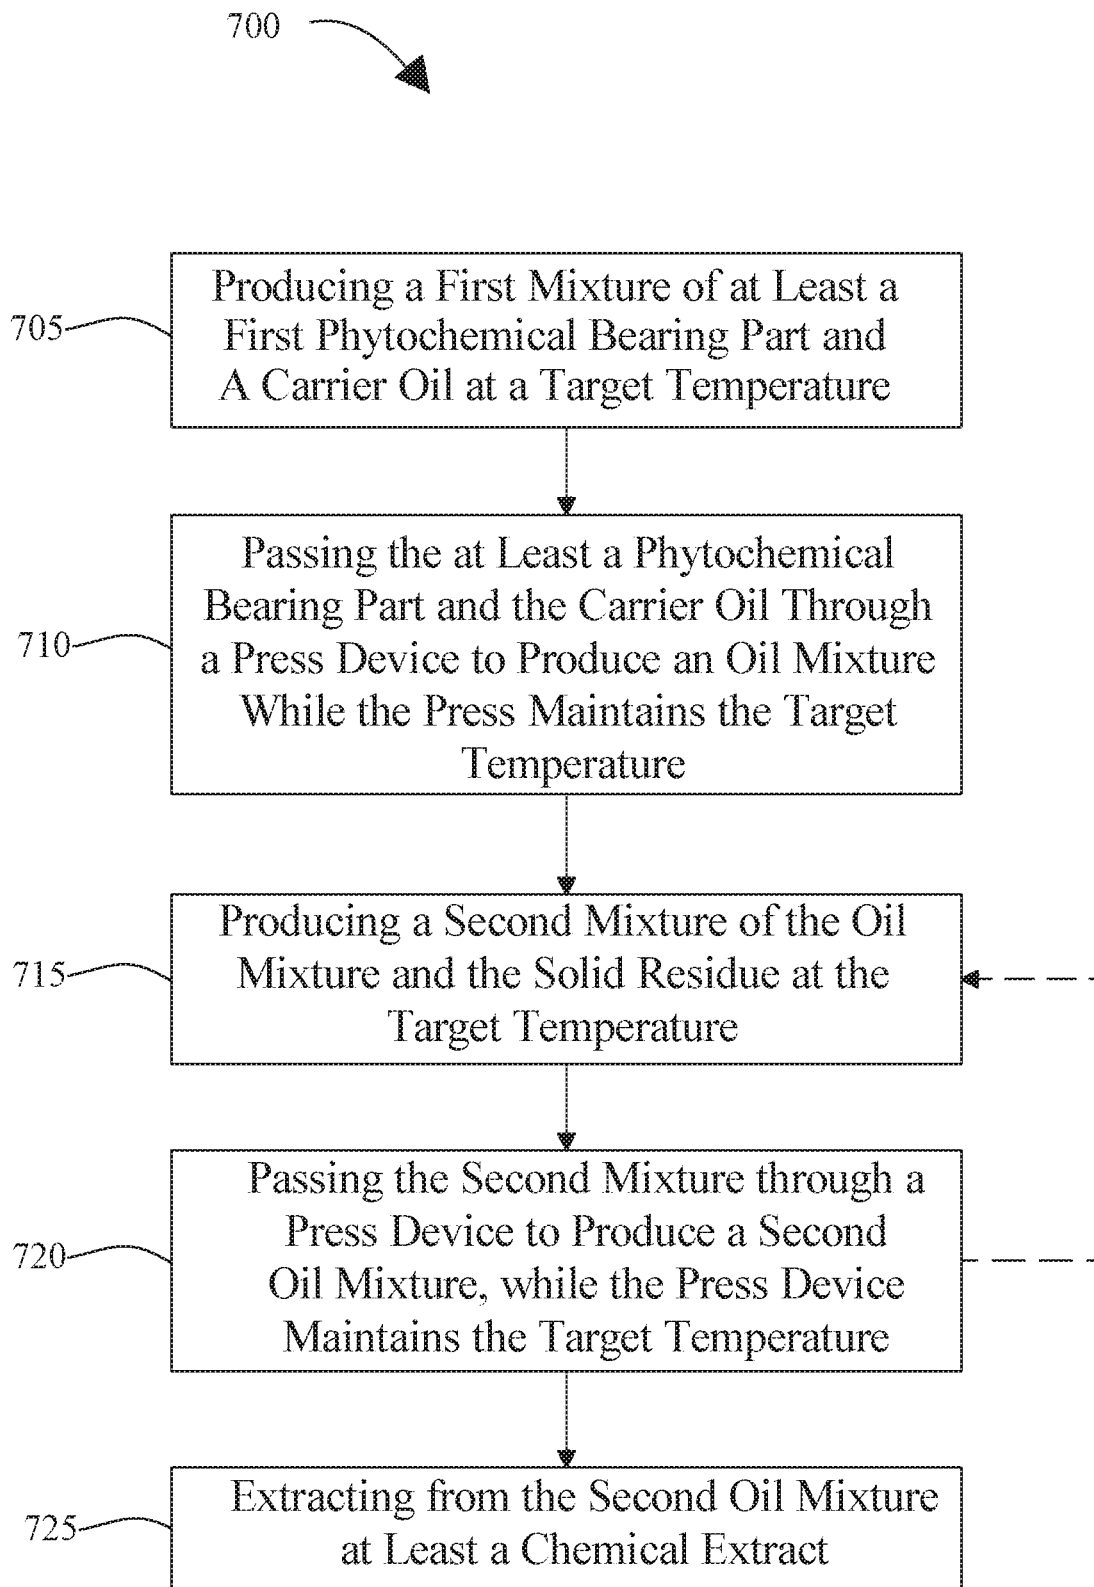 700
705
Producing a First Mixture of at Least a
First Phytochemical Bearing Part and
A Carrier Oil at a Target Temperature
710
Passing the at Least a Phytochemical
Bearing Part and the Carrier Oil Through
a Press Device to Produce an Oil Mixture
While the Press Maintains the Target
Temperature
715
Producing a Second Mixture of the Oil
Mixture and the Solid Residue at the
Target Temperature
720
Passing the Second Mixture through a
Press Device to Produce a Second
Oil Mixture, while the Press Device
Maintains the Target Temperature
725
Extracting from the Second Oil Mixture
at Least a Chemical Extract